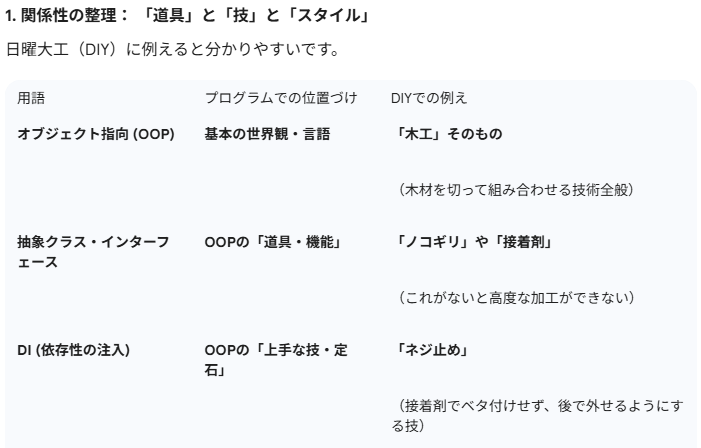 1. 関係性の整理： 「道具」と「技」と「スタイル」
日曜大工（DIY）に例えると分かりやすいです。
用語 プログラムでの位置づけ DIYでの例え
オブジェクト指向 (OOP) 基本の世界観・言語 「木工」そのもの
（木材を切って組み合わせる技術全般）
抽象クラス・インターフ OOPの「道具・機能」 「ノコギリ」や「接着剤」
ェース
（これがないと高度な加工ができない）
DI (依存性の注入) OOPの「上手な技・定 「ネジ止め」
石」
（接着剤でベタ付けせず、後で外せるようにす
る技）